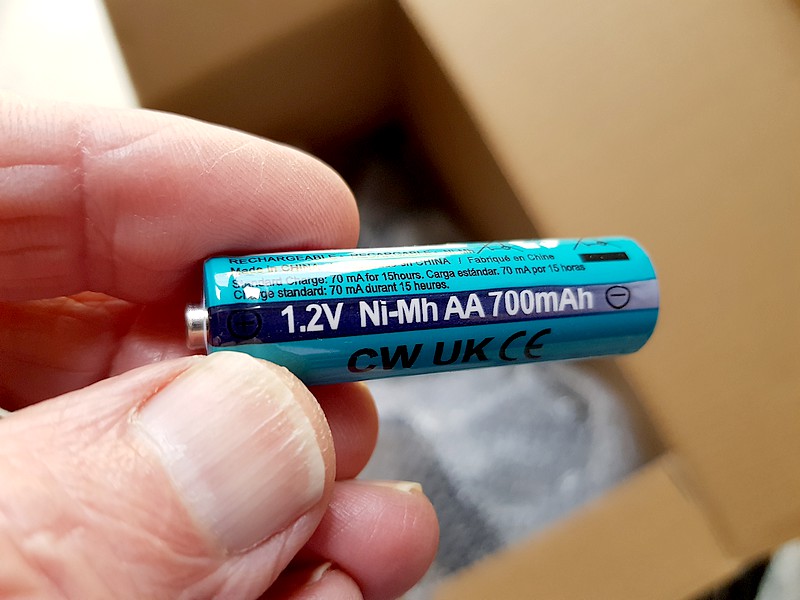 RECHARGEABLE
Made in CHINA CHINA / Fabriqué en Chine
Standard Charge: 70 mA for 15hours. Carga estándar. 70 mA por 15 horas
Charge standard: 70 mA durant 15 heures.
+ 1.2V Ni-Mh AA 700mAh -
CW UK CE